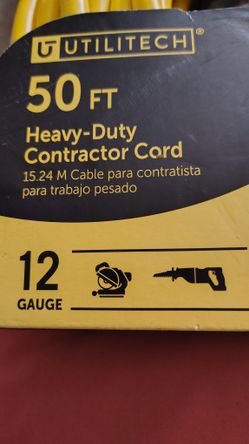 UTILITECH®
50 FT
Heavy-Duty
Contractor Cord
15.24 M Cable para contratista
para trabajo pesado
12
GAUGE